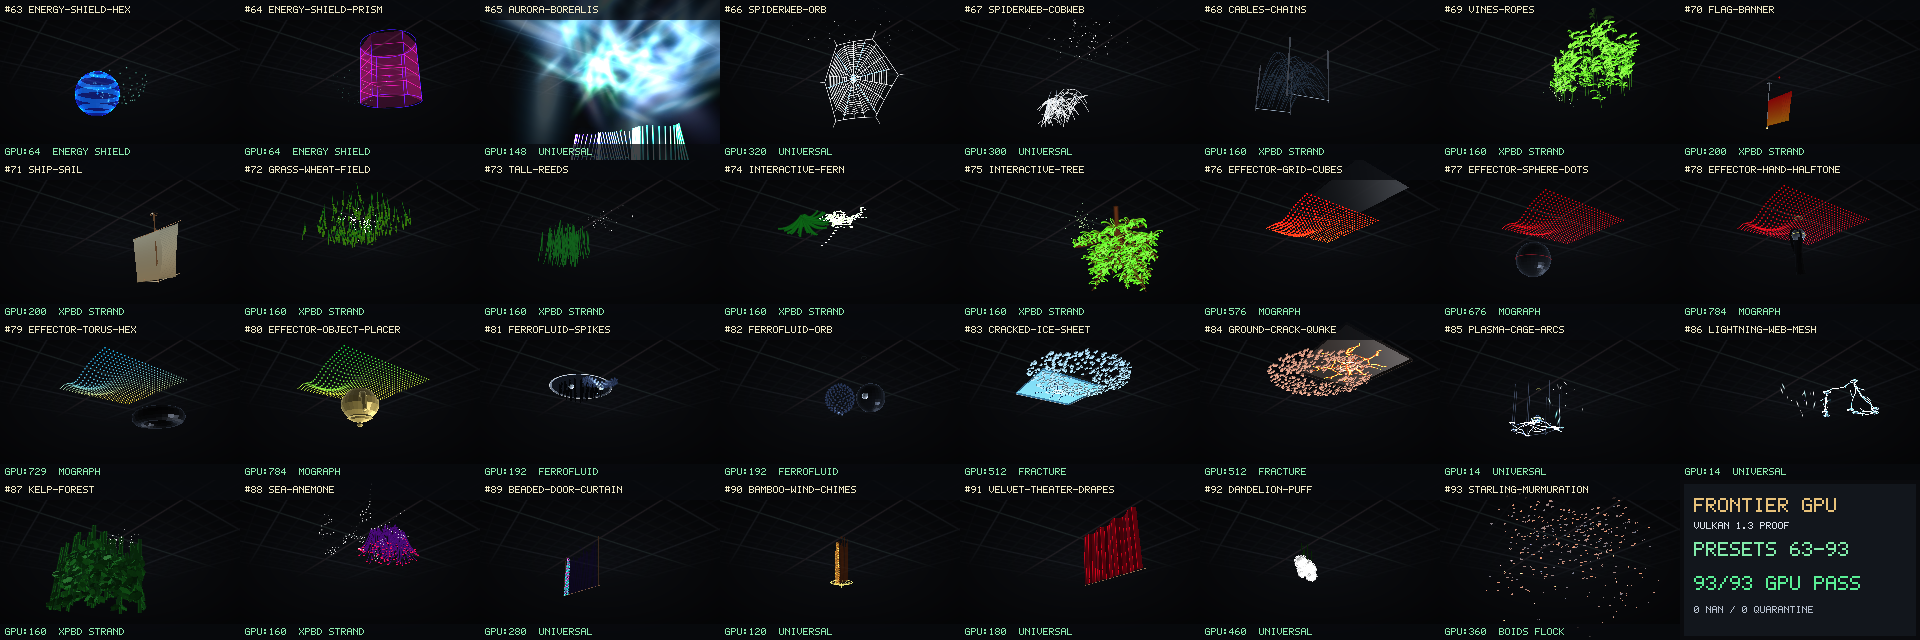 #63 ENERGY-SHIELD-HEX
#64 ENERGY-SHIELD-PRISM
#65 AURORA-BOREALIS
#66 SPIDERWEB-ORB
#67 SPIDERWEB-COBWEB
#68 CABLES-CHAINS
#69 VINES-ROPES
#70 FLAG-BANNER
GPU:64 ENERGY SHIELD
GPU:64 ENERGY SHIELD
GPU:148 UNIVERSAL
GPU:320 UNIVERSAL
GPU:300 UNIVERSAL
GPU:160 XPBD STRAND
GPU:160 XPBD STRAND
GPU:200 XPBD STRAND
#71 SHIP-SAIL
#72 GRASS-WHEAT-FIELD
#73 TALL-REEDS
#74 INTERACTIVE-FERN
#75 INTERACTIVE-TREE
#76 EFFECTOR-GRID-CUBES
#77 EFFECTOR-SPHERE-DOTS
#78 EFFECTOR-HAND-HALFTONE
GPU:200 XPBD STRAND
GPU:160 XPBD STRAND
GPU:160 XPBD STRAND
GPU:160 XPBD STRAND
GPU:160 XPBD STRAND
GPU:576 MOGRAPH
GPU:676 MOGRAPH
GPU:784 MOGRAPH
#79 EFFECTOR-TORUS-HEX
#80 EFFECTOR-OBJECT-PLACER
#81 FERROFLUID-SPIKES
#82 FERROFLUID-ORB
#83 CRACKED-ICE-SHEET
#84 GROUND-CRACK-QUAKE
#85 PLASMA-CAGE-ARCS
#86 LIGHTNING-WEB-MESH
GPU:729 MOGRAPH
GPU:784 MOGRAPH
GPU:192 FERROFLUID
GPU:192 FERROFLUID
GPU:512 FRACTURE
GPU:512 FRACTURE
GPU:14 UNIVERSAL
GPU:14 UNIVERSAL
#87 KELP-FOREST
#88 SEA-ANEMONE
#89 BEADED-DOOR-CURTAIN
#90 BAMBOO-WIND-CHIMES
#91 VELVET-THEATER-DRAPES
#92 DANDELION-PUFF
#93 STARLING-MURMURATION
FRONTIER GPU
VULKAN 1.3 PROOF
PRESETS 63-93
93/93 GPU PASS
0 NAN / 0 QUARANTINE
GPU:160 XPBD STRAND
GPU:160 XPBD STRAND
GPU:280 UNIVERSAL
GPU:120 UNIVERSAL
GPU:180 UNIVERSAL
GPU:460 UNIVERSAL
GPU:360 BOIDS FLOCK